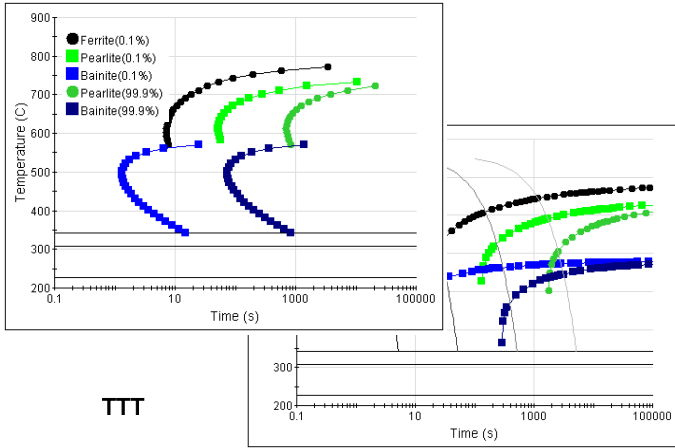 900
800
700
600
500
400
300
200
Temperature (C)
Ferrite(0.1%)
Pearlite(0.1%)
Bainite(0.1%)
Pearlite(99.9%)
Bainite(99.9%)
0.1 10 1000 100000
Time (s)
300
200
0.1 10 1000 100000
Time (s)
TTT